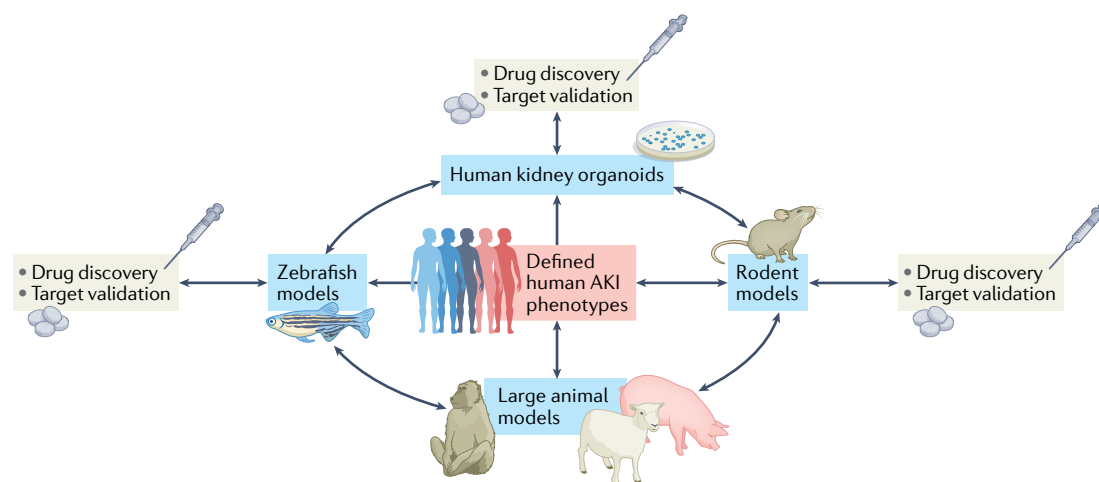 • Drug discovery
• Target validation
Human kidney organoids
• Drug discovery
• Target validation
Zebrafish
models
Defined
human AKI
phenotypes
Rodent
models
• Drug discovery
• Target validation
Large animal
models